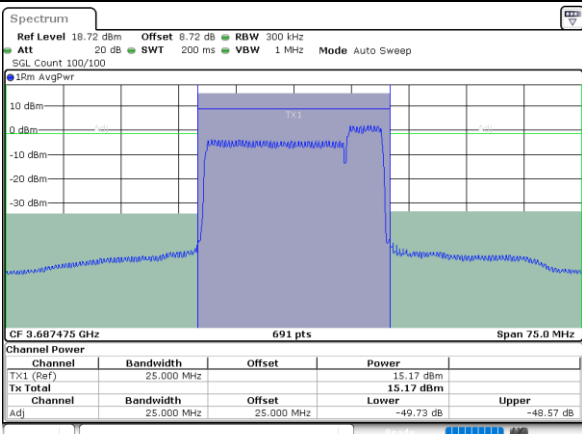 Spectrum
Ref Level 18.72 dBm Offset 8.72 dB RBW 300 kHz
Att 20 dB SWT 200 ms VBW 1 MHz Mode Auto Sweep
SGL Count 100/100
1Rm AvgPwr
10 dBm
TX1
0 dBm Adj Adj
-10 dBm
-20 dBm
-30 dBm
CF 3.687475 GHz 691 pts Span 75.0 MHz
Channel Power
Channel Bandwidth Offset Power
TX1 (Ref) 25.000 MHz 15.17 dBm
Tx Total 15.17 dBm
Channel Bandwidth Offset Lower Upper
Adj 25.000 MHz 25.000 MHz -49.73 dB -48.57 dB